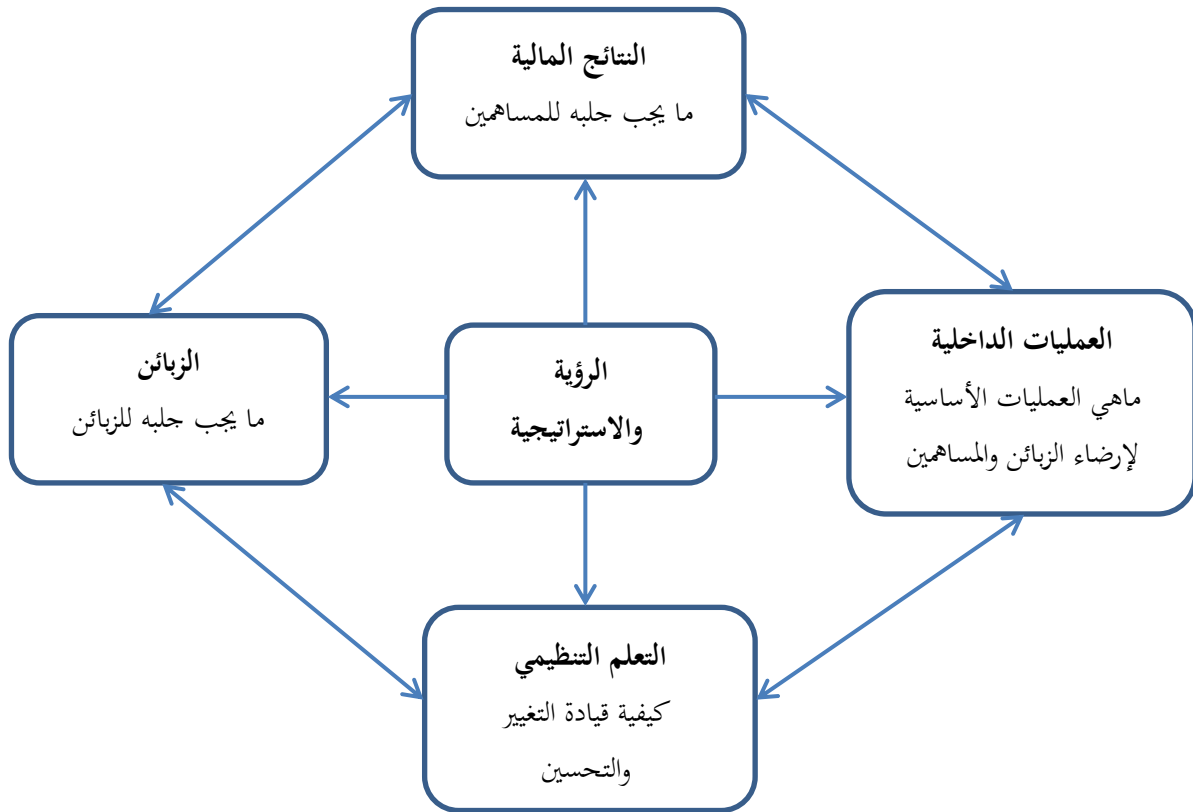 النتائج المالية
ما يجب جلبه للمساهمين
العمليات الداخلية
ماهي العمليات الأساسية
لإرضاء الزبائن والمساهمين
الرؤية
والاستراتيجية
الزبائن
ما يجب جلبه للزبائن
التعلم التنظيمي
كيفية قيادة التغيير
والتحسين